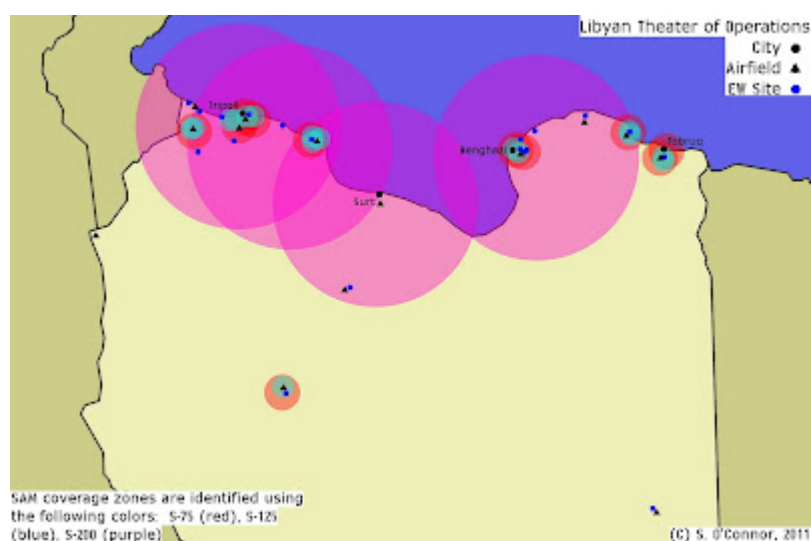 Libyan Theater of Operations
City
Airfield
EW Site
Tripoli
Benghazi
Tobruq
Surt
SAM coverage zones are identified using
the following colors: S-75 (red), S-125
(blue), S-200 (purple)
(C) S. O'Connor, 2011